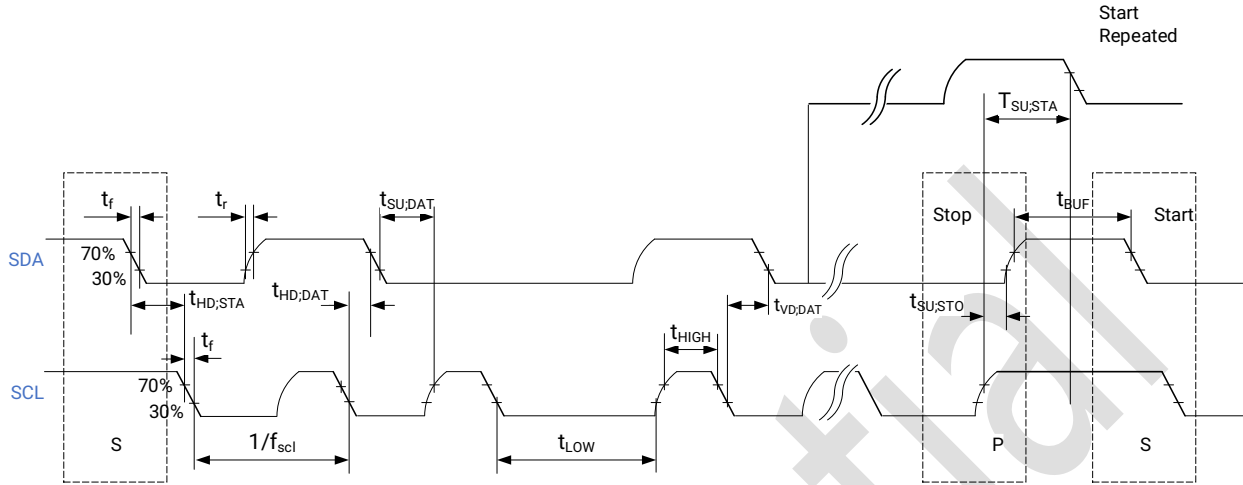 Start
Repeated
T_SU;STA
t_f
t_r
t_SU;DAT
Stop
t_BUF
Start
SDA
70%
30%
t_HD;STA
t_HD;DAT
t_VD;DAT
t_SU;STO
t_f
t_HIGH
SCL
70%
30%
S
1/f_scl
t_LOW
P
S
tial